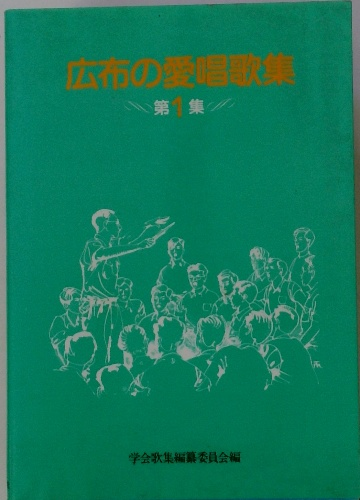 広布の愛唱歌集
第1集
学会歌集編纂委員会編